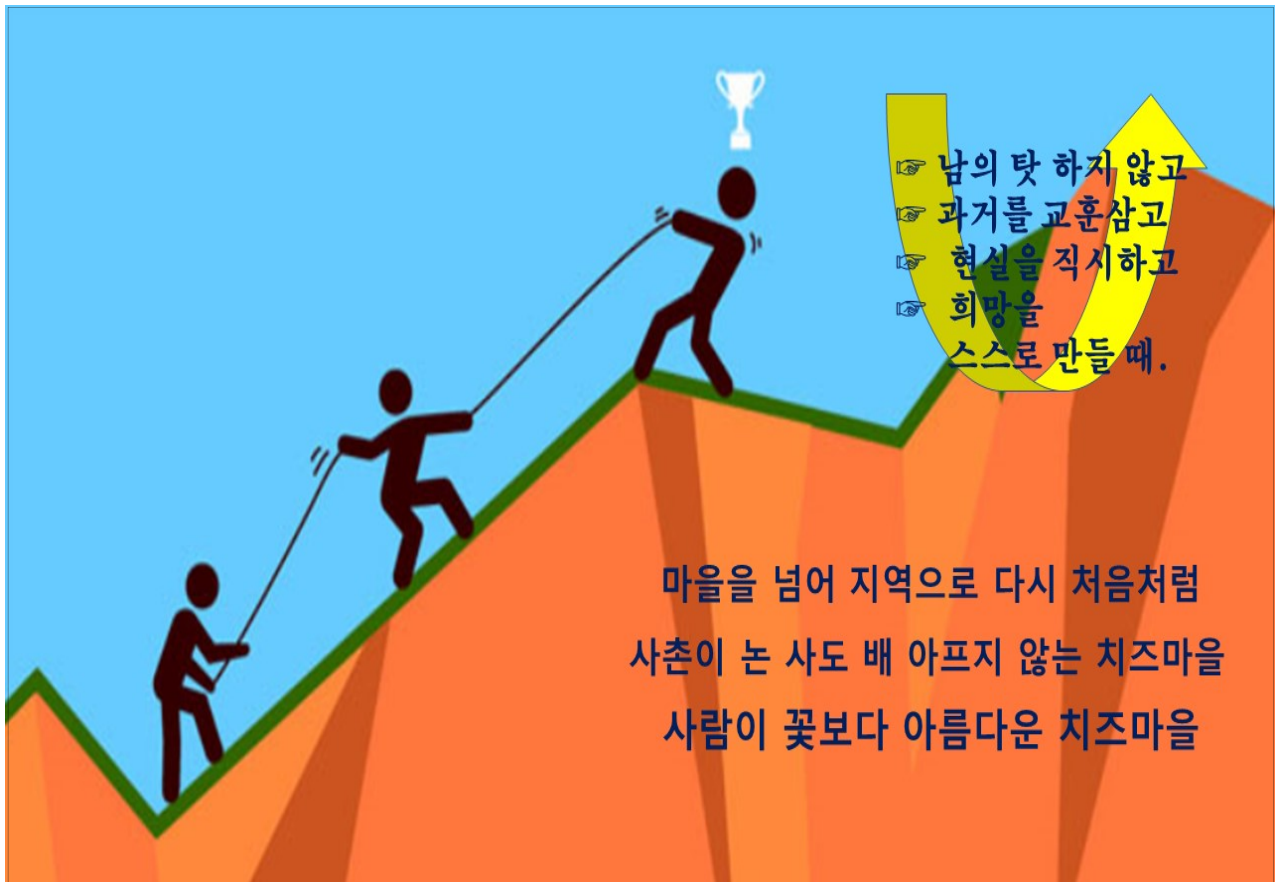 ☞ 남의 탓 하지 않고
☞ 과거를 교훈삼고
☞ 현실을 직시하고
☞ 희망을
스스로 만들 때.
마을을 넘어 지역으로 다시 처음처럼
사촌이 논 사도 배 아프지 않는 치즈마을
사람이 꽃보다 아름다운 치즈마을